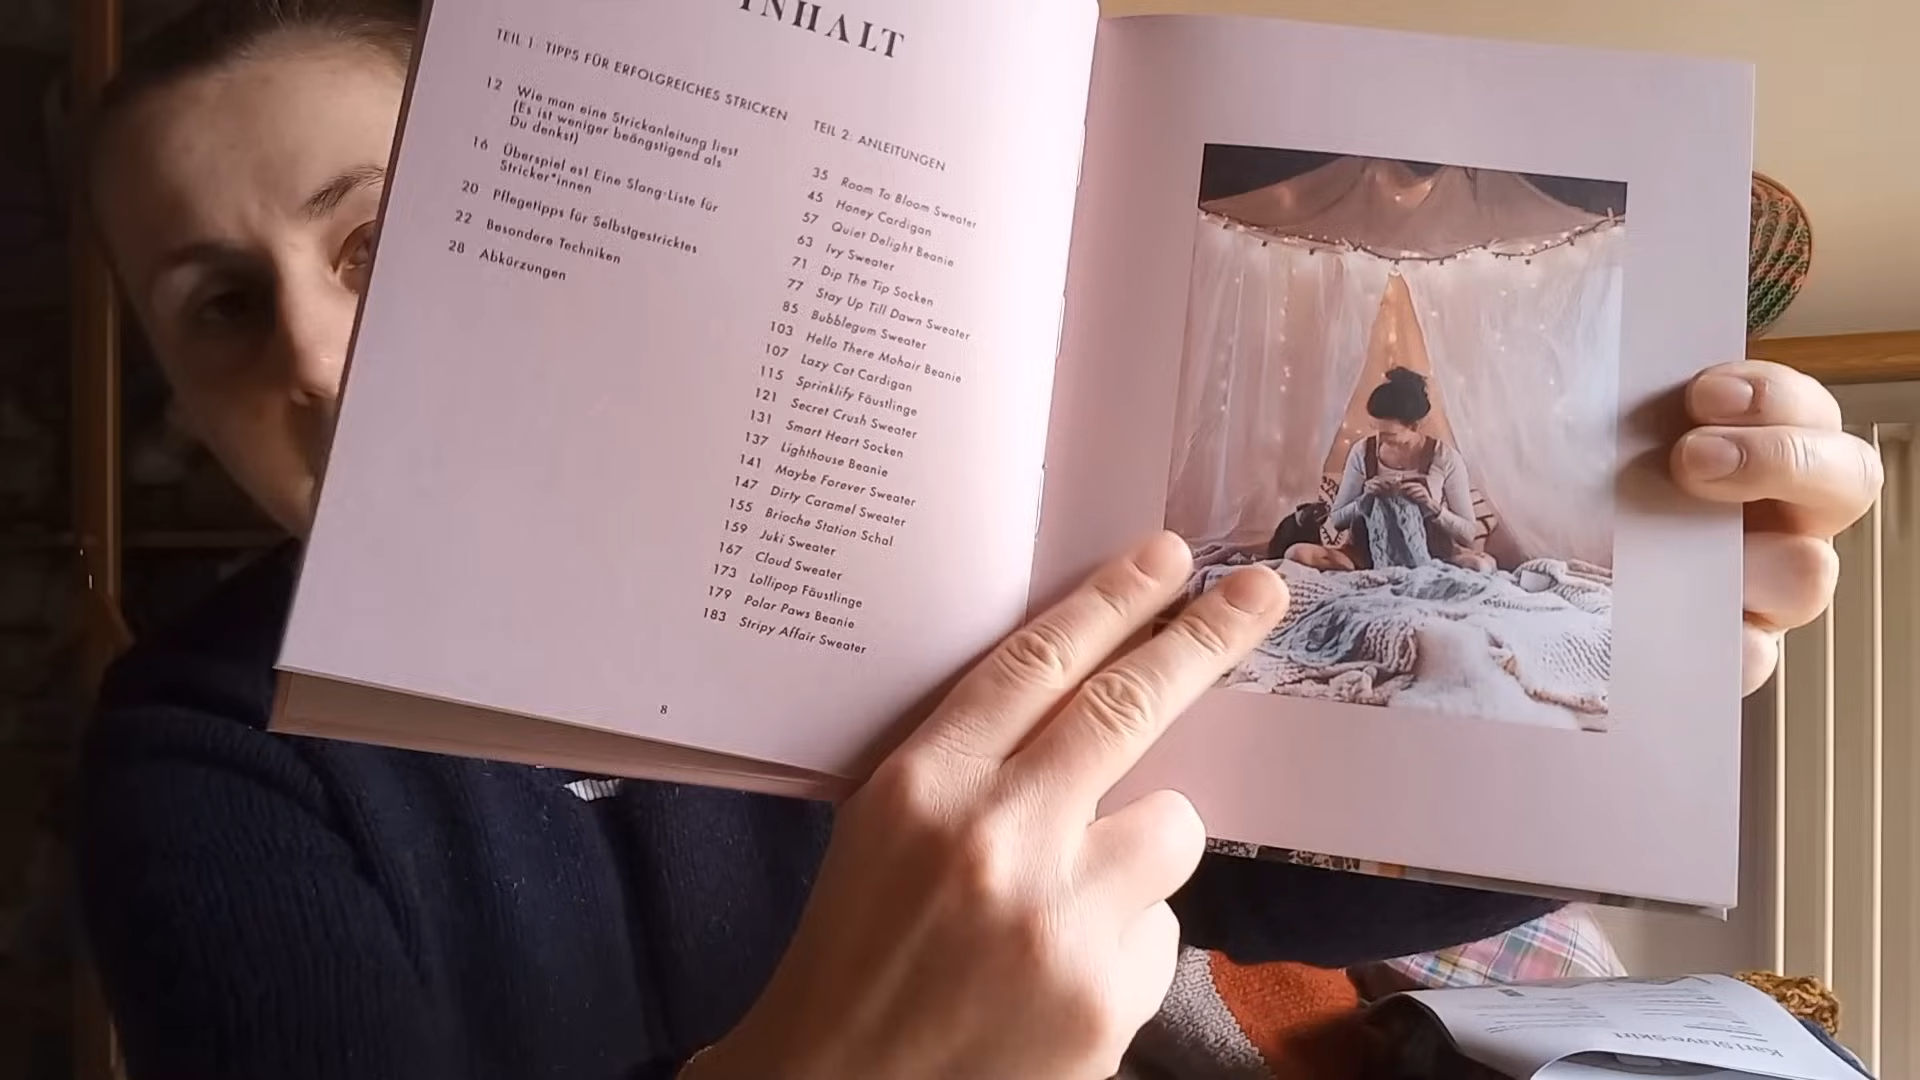 INHALT
TEIL 1: TIPPS FÜR ERFOLGREICHES STRICKEN
12 Wie man eine Strickanleitung liest
(Es ist weniger beängstigend als
Du denkst)
16 Überspiel es! Eine Slang-Liste für
Stricker*innen
20 Pflegetipps für Selbstgestricktes
22 Besondere Techniken
28 Abkürzungen
TEIL 2: ANLEITUNGEN
35 Room To Bloom Sweater
45 Honey Cardigan
57 Quiet Delight Beanie
63 Ivy Sweater
71 Dip The Tip Socken
77 Stay Up Till Dawn Sweater
85 Bubblegum Sweater
103 Hello There Mohair Beanie
107 Lazy Cat Cardigan
115 Sprinklify Fäustlinge
121 Secret Crush Sweater
131 Smart Heart Socken
137 Lighthouse Beanie
141 Maybe Forever Sweater
147 Dirty Caramel Sweater
155 Brioche Station Schal
159 Juki Sweater
167 Cloud Sweater
173 Lollipop Fäustlinge
179 Polar Paws Beanie
183 Stripy Affair Sweater
8